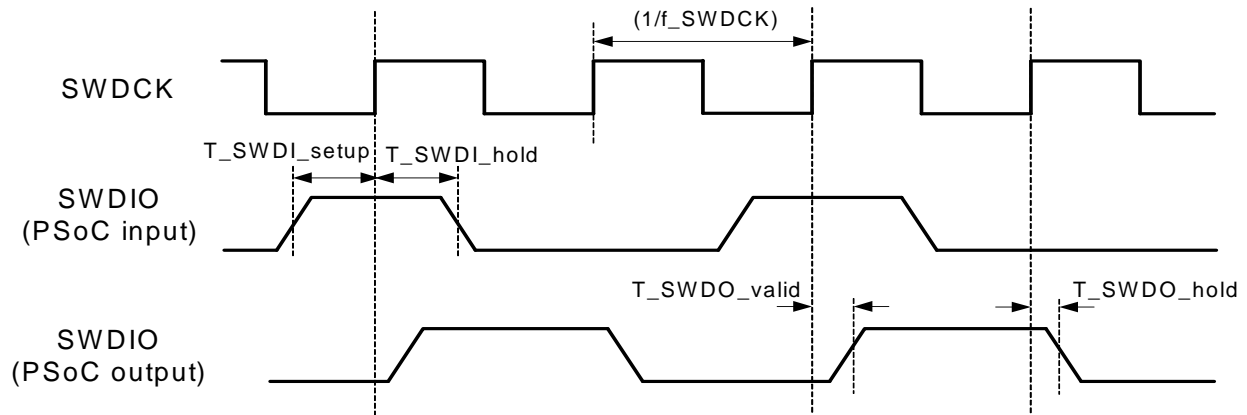 (1/f_SWDCK)
SWDCK
T_SWDI_setup T_SWDI_hold
SWDIO
(PSoC input)
T_SWDO_valid T_SWDO_hold
SWDIO
(PSoC output)